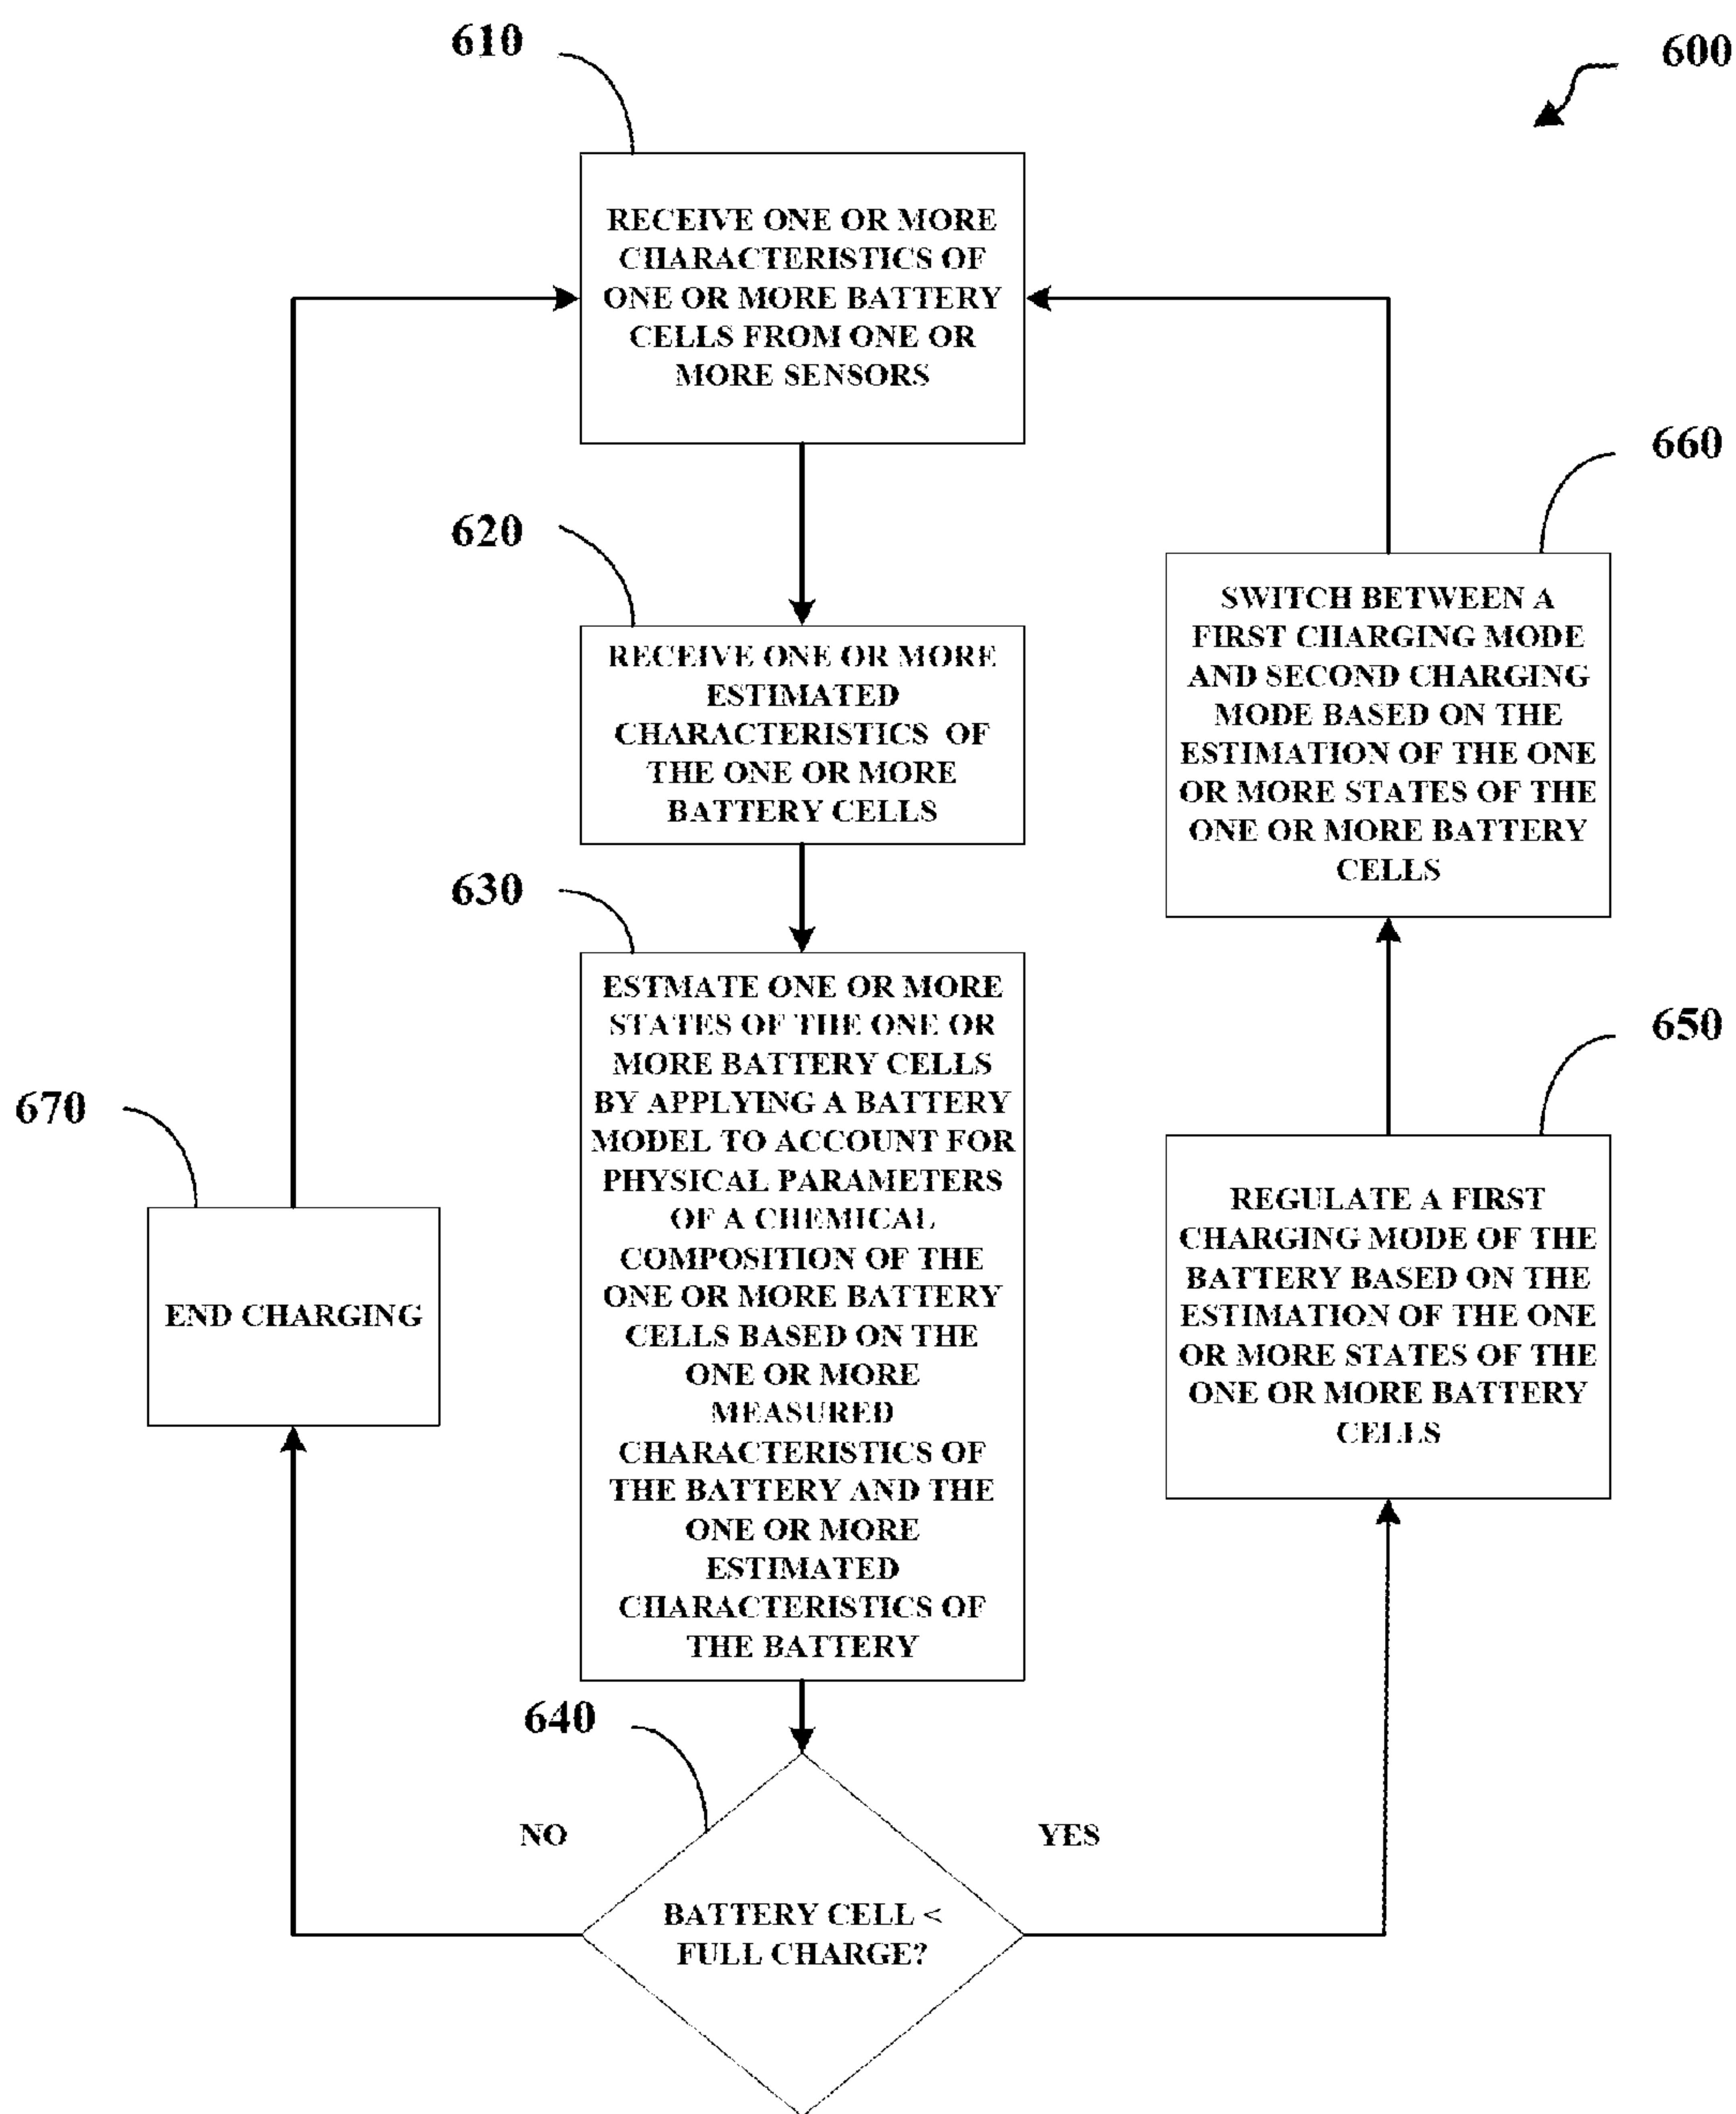 610
600
RECEIVE ONE OR MORE
CHARACTERISTICS OF
ONE OR MORE BATTERY
CELLS FROM ONE OR
MORE SENSORS
620
RECEIVE ONE OR MORE
ESTIMATED
CHARACTERISTICS OF
THE ONE OR MORE
BATTERY CELLS
630
ESTMATE ONE OR MORE
STATES OF THE ONE OR
MORE BATTERY CELLS
BY APPLYING A BATTERY
MODEL TO ACCOUNT FOR
PHYSICAL PARAMETERS
OF A CHEMICAL
COMPOSITION OF THE
ONE OR MORE BATTERY
CELLS BASED ON THE
ONE OR MORE
MEASURED
CHARACTERISTICS OF
THE BATTERY AND THE
ONE OR MORE
ESTIMATED
CHARACTERISTICS OF
THE BATTERY
640
BATTERY CELL <
FULL CHARGE?
NO
YES
670
END CHARGING
650
REGULATE A FIRST
CHARGING MODE OF THE
BATTERY BASED ON THE
ESTIMATION OF THE ONE
OR MORE STATES OF THE
ONE OR MORE BATTERY
CELLS
660
SWITCH BETWEEN A
FIRST CHARGING MODE
AND SECOND CHARGING
MODE BASED ON THE
ESTIMATION OF THE ONE
OR MORE STATES OF THE
ONE OR MORE BATTERY
CELLS